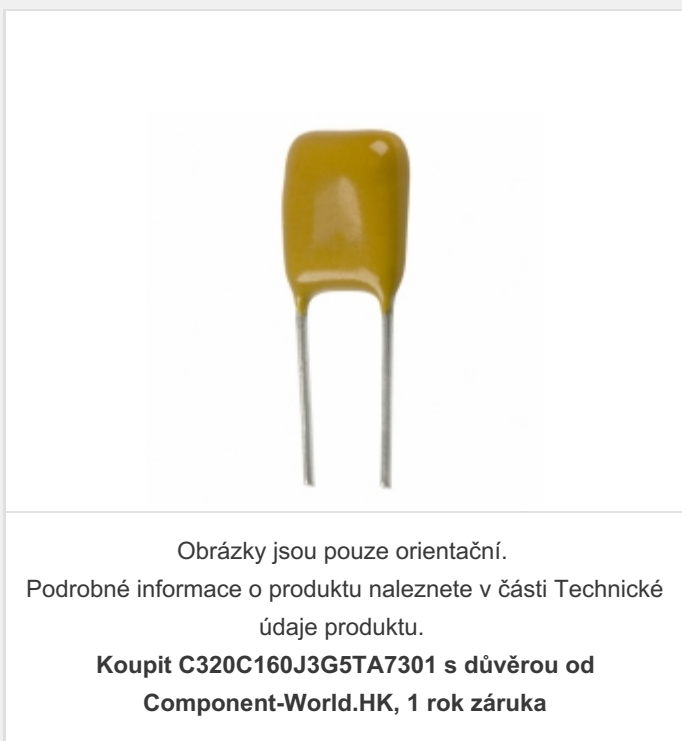 Obrázky jsou pouze orientační.
Podrobné informace o produktu naleznete v části Technické
údaje produktu.
Koupit C320C160J3G5TA7301 s důvěrou od
Component-World.HK, 1 rok záruka